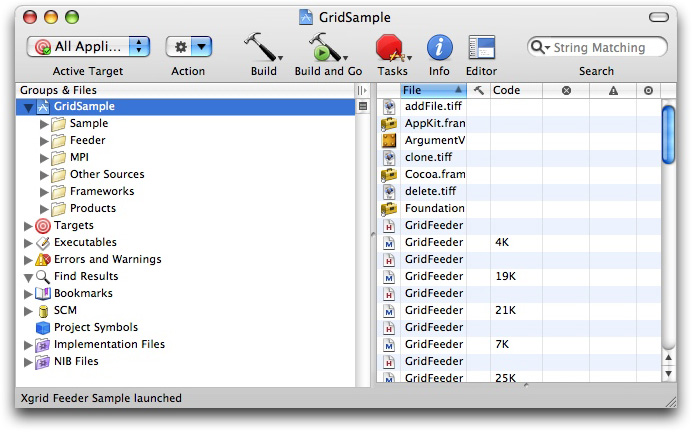 GridSample
All Appli...
String Matching
Active Target
Action
Build
Build and Go
Tasks
Info
Editor
Search
Groups & Files
GridSample
Sample
Feeder
MPI
Other Sources
Frameworks
Products
Targets
Executables
Errors and Warnings
Find Results
Bookmarks
SCM
Project Symbols
Implementation Files
NIB Files
File Code
addFile.tiff
AppKit.fran
ArgumentV
clone.tiff
Cocoa.fram
delete.tiff
Foundation
GridFeeder
GridFeeder 4K
GridFeeder
GridFeeder 19K
GridFeeder
GridFeeder 21K
GridFeeder
GridFeeder 7K
GridFeeder
GridFeeder 25K
Xgrid Feeder Sample launched